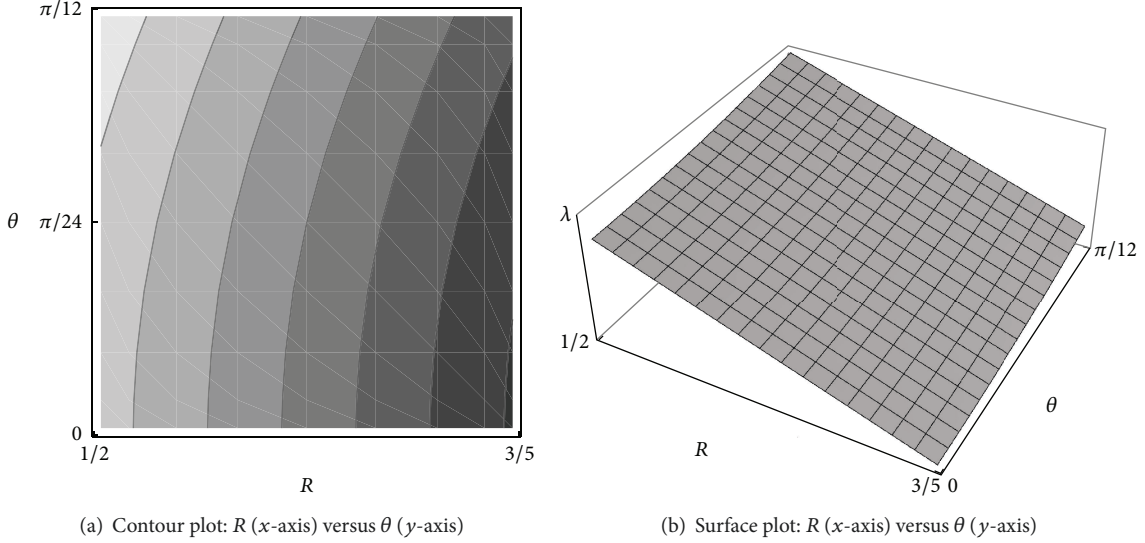 π/12
θ
π/24
0
1/2
3/5
R
(a) Contour plot: R (x-axis) versus θ (y-axis)
λ
π/12
1/2
θ
R
3/5 0
(b) Surface plot: R (x-axis) versus θ (y-axis)